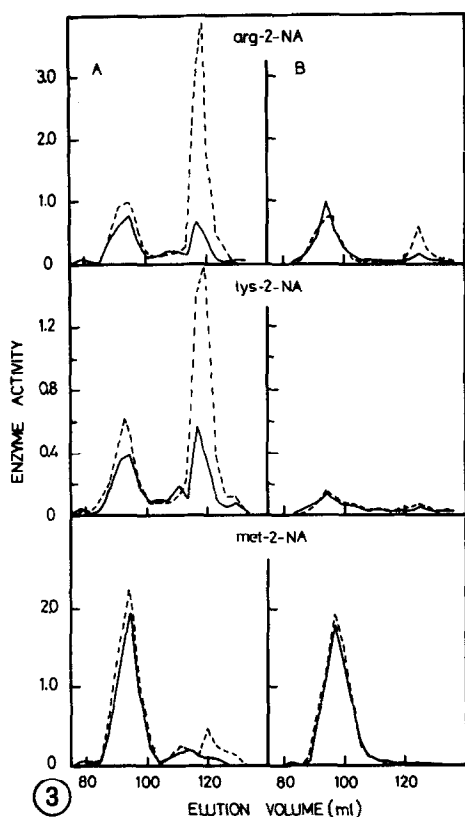 arg-2-NA
A
B
3.0
2.0
1.0
0
lys-2-NA
1.2
0.8
0.4
0
ENZYME ACTIVITY
met-2-NA
2.0
1.0
0
80 100 120 80 100 120
3
ELUTION VOLUME (ml)